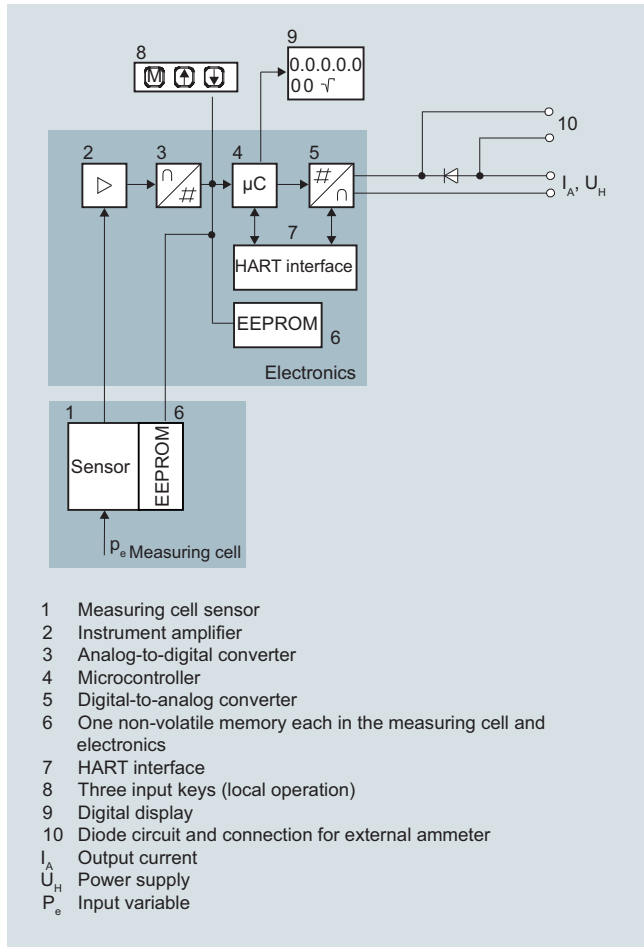 9
8
0.0.0.0.0
M
00 √
10
2
3
4
5
µC
I_A, U_H
7
HART interface
EEPROM
6
Electronics
1
6
Sensor
EEPROM
p_e Measuring cell
1 Measuring cell sensor
2 Instrument amplifier
3 Analog-to-digital converter
4 Microcontroller
5 Digital-to-analog converter
6 One non-volatile memory each in the measuring cell and
electronics
7 HART interface
8 Three input keys (local operation)
9 Digital display
10 Diode circuit and connection for external ammeter
I_A Output current
U_H Power supply
P_e Input variable